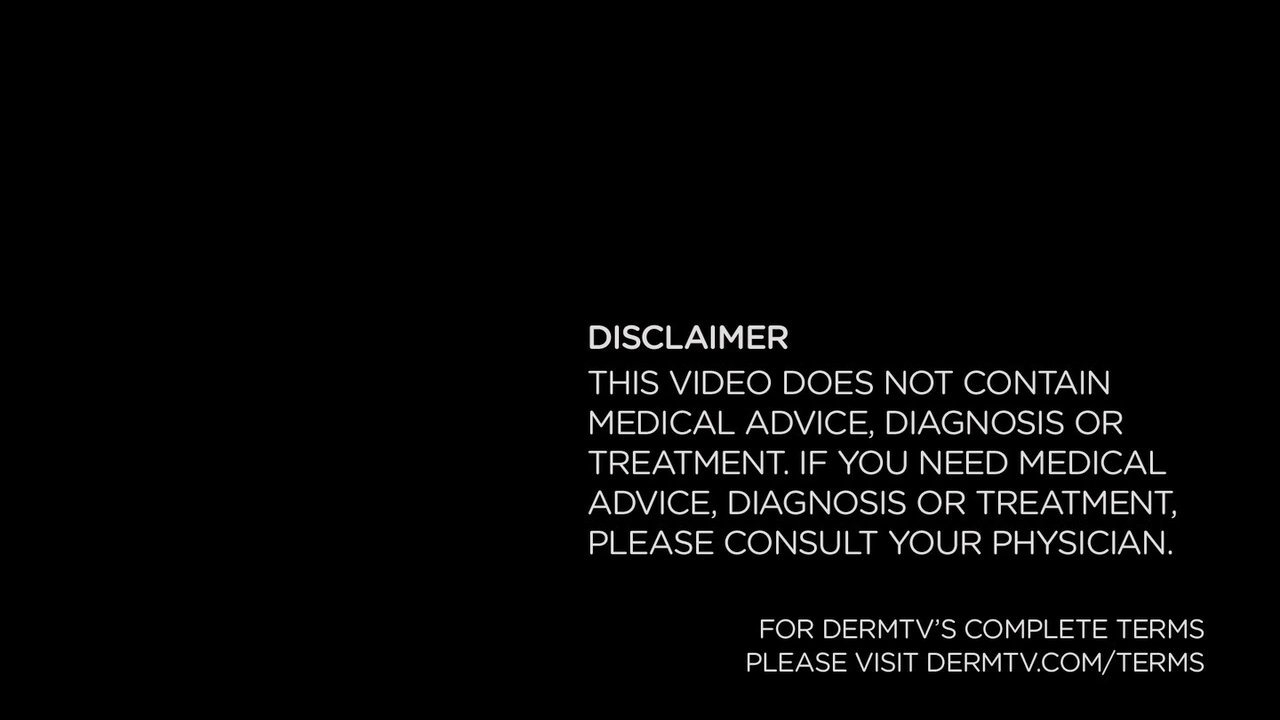 DISCLAIMER
THIS VIDEO DOES NOT CONTAIN
MEDICAL ADVICE, DIAGNOSIS OR
TREATMENT. IF YOU NEED MEDICAL
ADVICE, DIAGNOSIS OR TREATMENT,
PLEASE CONSULT YOUR PHYSICIAN.
FOR DERMTV’S COMPLETE TERMS
PLEASE VISIT DERMTV.COM/TERMS